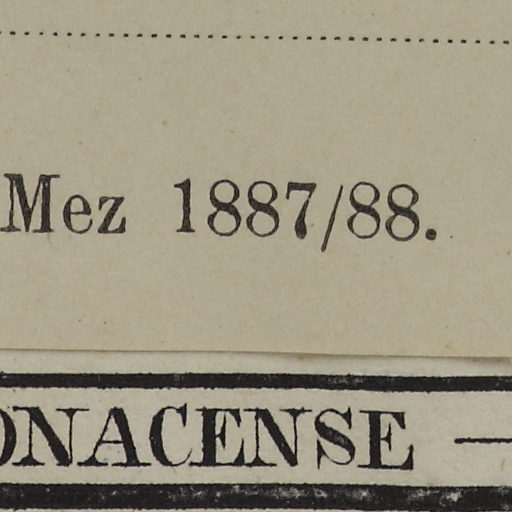 Mez 1887/88.
ONACENSE —